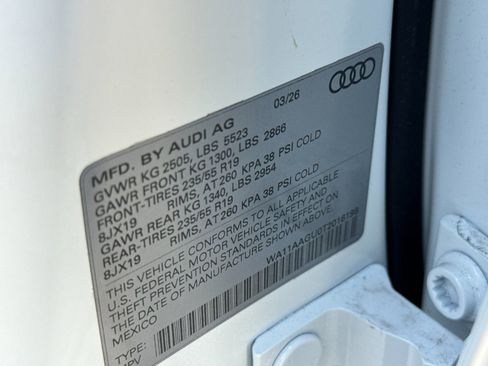 03/26
MFD. BY AUDI AG
GVWR KG 2505, LBS 5523
GAWR FRONT KG 1300, LBS 2866
FRONT-TIRES 235/55 R19
8JX19 RIMS, AT 260 KPA 38 PSI COLD
GAWR REAR KG 1340, LBS 2954
REAR-TIRES 235/55 R19
8JX19 RIMS, AT 260 KPA 38 PSI COLD
THIS VEHICLE CONFORMS TO ALL APPLICABLE
U.S. FEDERAL MOTOR VEHICLE SAFETY AND
THEFT PREVENTION STANDARDS IN EFFECT ON
THE DATE OF MANUFACTURE SHOWN ABOVE.
MEXICO WA11AAGU0T2016198
TYPE:
MPV